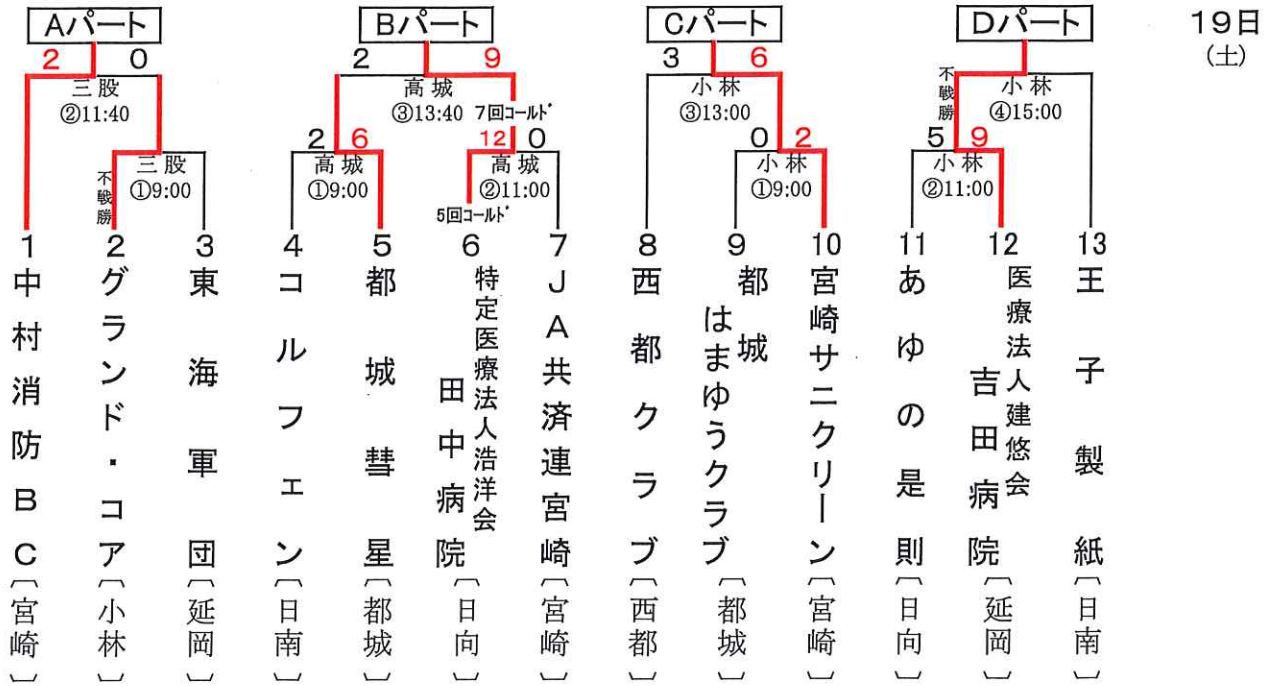 Aパート
Bパート
Cパート
Dパート
19日
(土)
2 0
三股
②11:40
不戦勝
三股
①9:00
2 9
高城
③13:40 7回コールド
2 6
高城
①9:00
12 0
高城
②11:00
5回コールド
3 6
小林
③13:00
0 2
小林
①9:00
不戦勝
小林
④15:00
5 9
小林
②11:00
1
中村消防BC
〔宮崎〕
2
グランド・コア
〔小林〕
3
東海軍団
〔延岡〕
4
コルフェン
〔日南〕
5
都城彗星
〔都城〕
6
特定医療法人浩洋会
田中病院
〔日向〕
7
JA共済連宮崎
〔宮崎〕
8
西都クラブ
〔西都〕
9
都城
はまゆうクラブ
〔都城〕
10
宮崎サニクリーン
〔宮崎〕
11
あゆの是則
〔日向〕
12
医療法人建悠会
吉田病院
〔延岡〕
13
王子製紙
〔日南〕